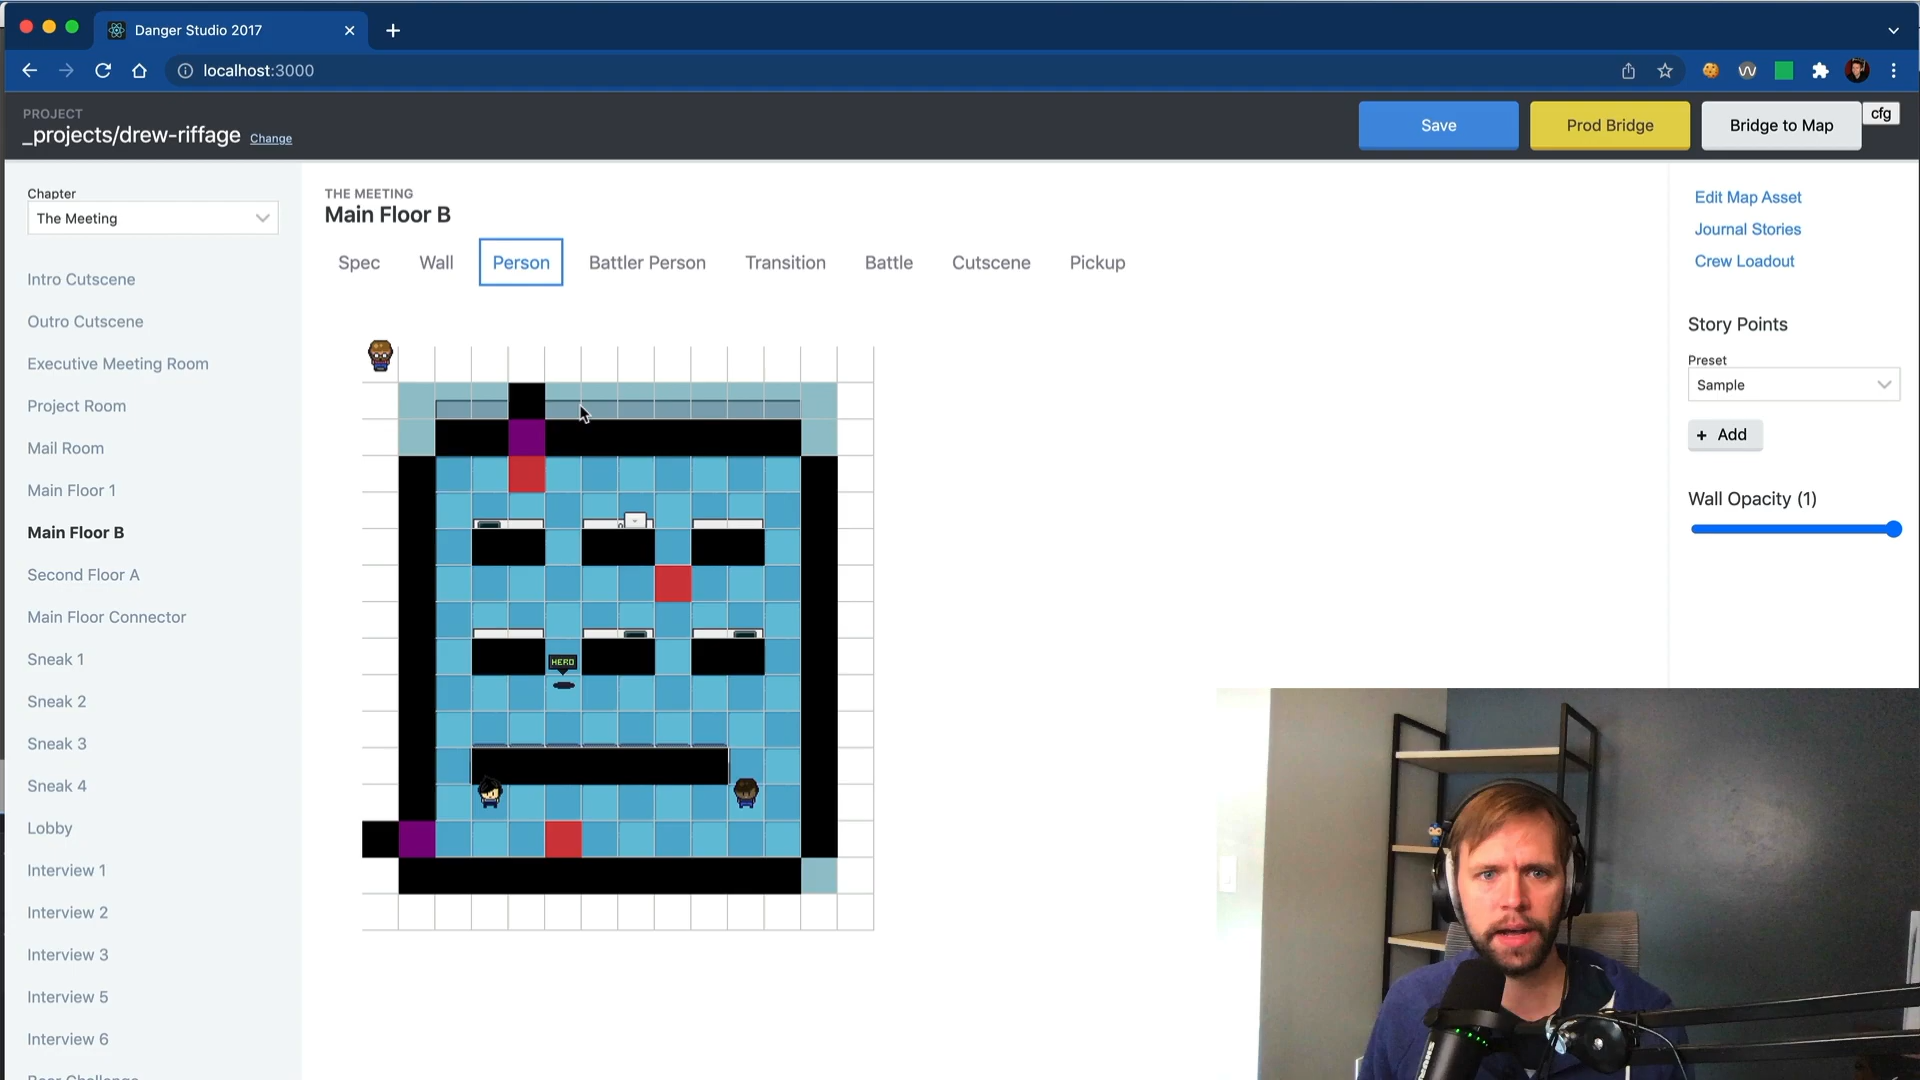 Danger Studio 2017
localhost:3000
PROJECT
_projects/drew-riffage Change
Save
Prod Bridge
Bridge to Map
cfg
Chapter
The Meeting
Intro Cutscene
Outro Cutscene
Executive Meeting Room
Project Room
Mail Room
Main Floor 1
Main Floor B
Second Floor A
Main Floor Connector
Sneak 1
Sneak 2
Sneak 3
Sneak 4
Lobby
Interview 1
Interview 2
Interview 3
Interview 5
Interview 6
THE MEETING
Main Floor B
Spec Wall Person Battler Person Transition Battle Cutscene Pickup
HERO
Edit Map Asset
Journal Stories
Crew Loadout
Story Points
Preset
Sample
+ Add
Wall Opacity (1)